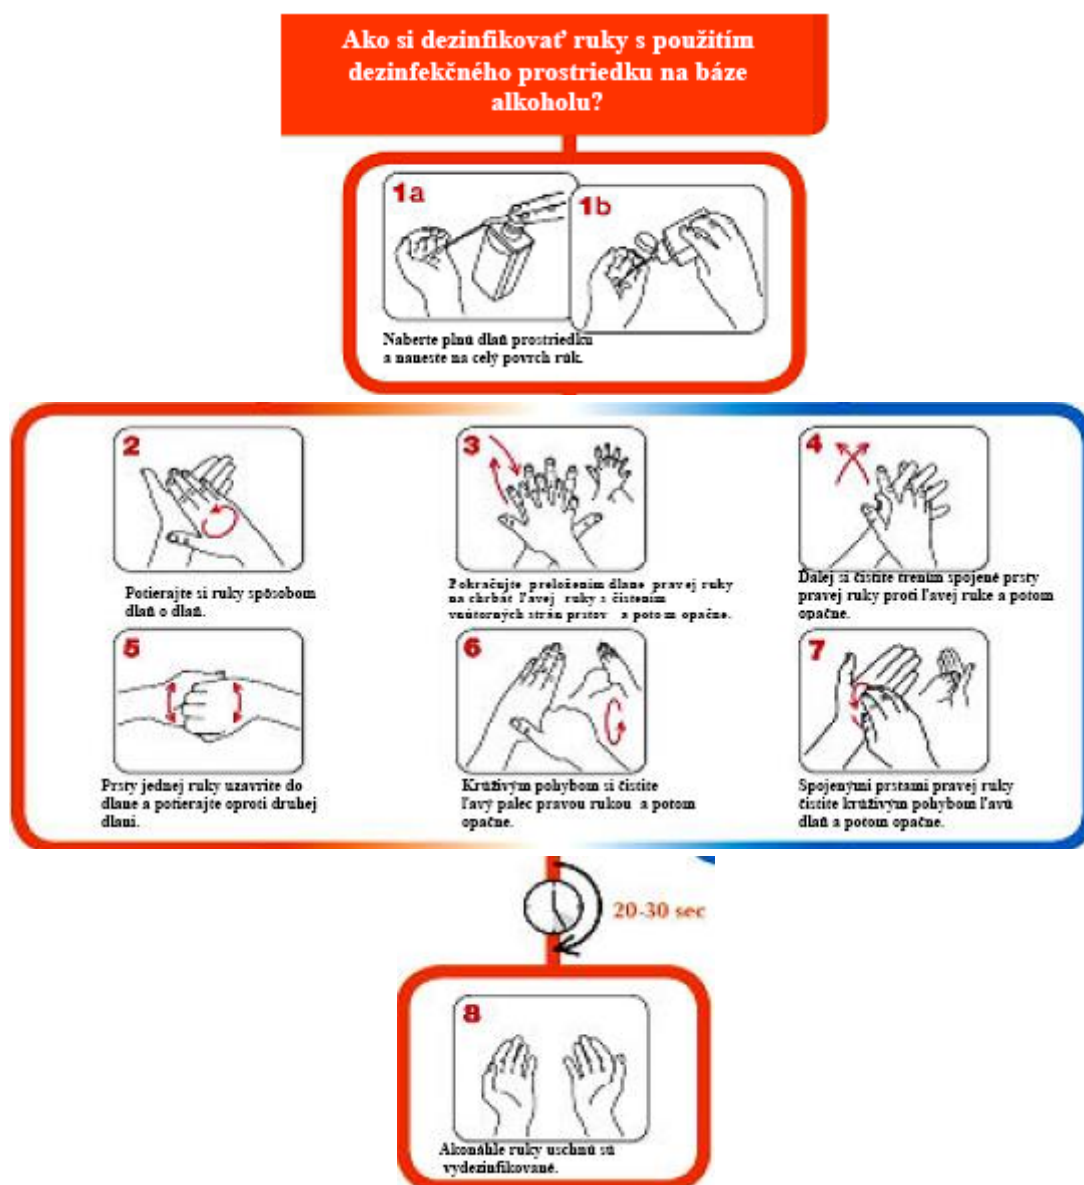 Ako si dezinfikovať ruky s použitím
dezinfekčného prostriedku na báze
alkoholu?
1a
1b
Naberte plnú dlaň prostriedku
a naneste na celý povrch rúk.
2
Potierajte si ruky spôsobom
dlaň o dlaň.
3
Pokračujte preložením dlane pravej ruky
na chrbát ľavej ruky s čistením
vnútorných strán prstov a potom opačne.
4
Ďalej si čistite trením spojené prsty
pravej ruky proti ľavej ruke a potom
opačne.
5
Prsty jednej ruky uzavrite do
dlane a potierajte oproti druhej
dlani.
6
Krúživým pohybom si čistite
ľavý palec pravou rukou a potom
opačne.
7
Spojenými prstami pravej ruky
čistite krúživým pohybom ľavú
dlaň a potom opačne.
20-30 sec
8
Akonáhle ruky uschnú sú
vydezinfikované.